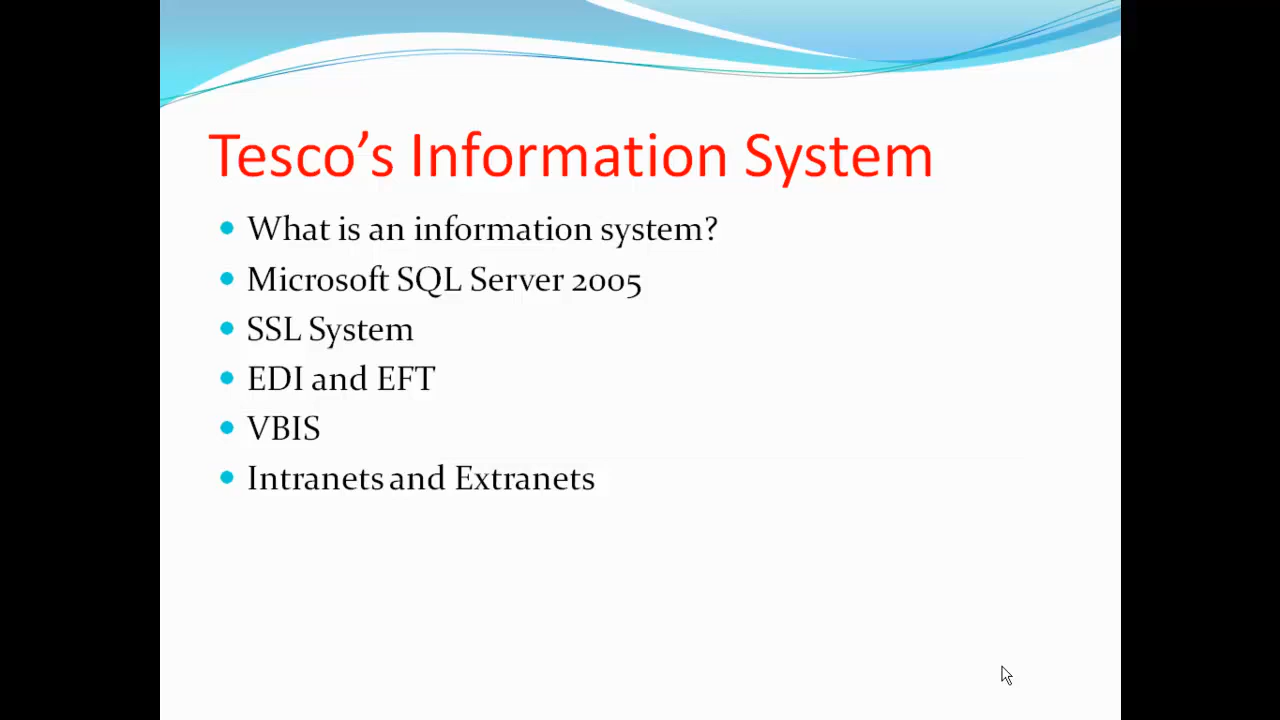 Tesco’s Information System
• What is an information system?
• Microsoft SQL Server 2005
• SSL System
• EDI and EFT
• VBIS
• Intranets and Extranets